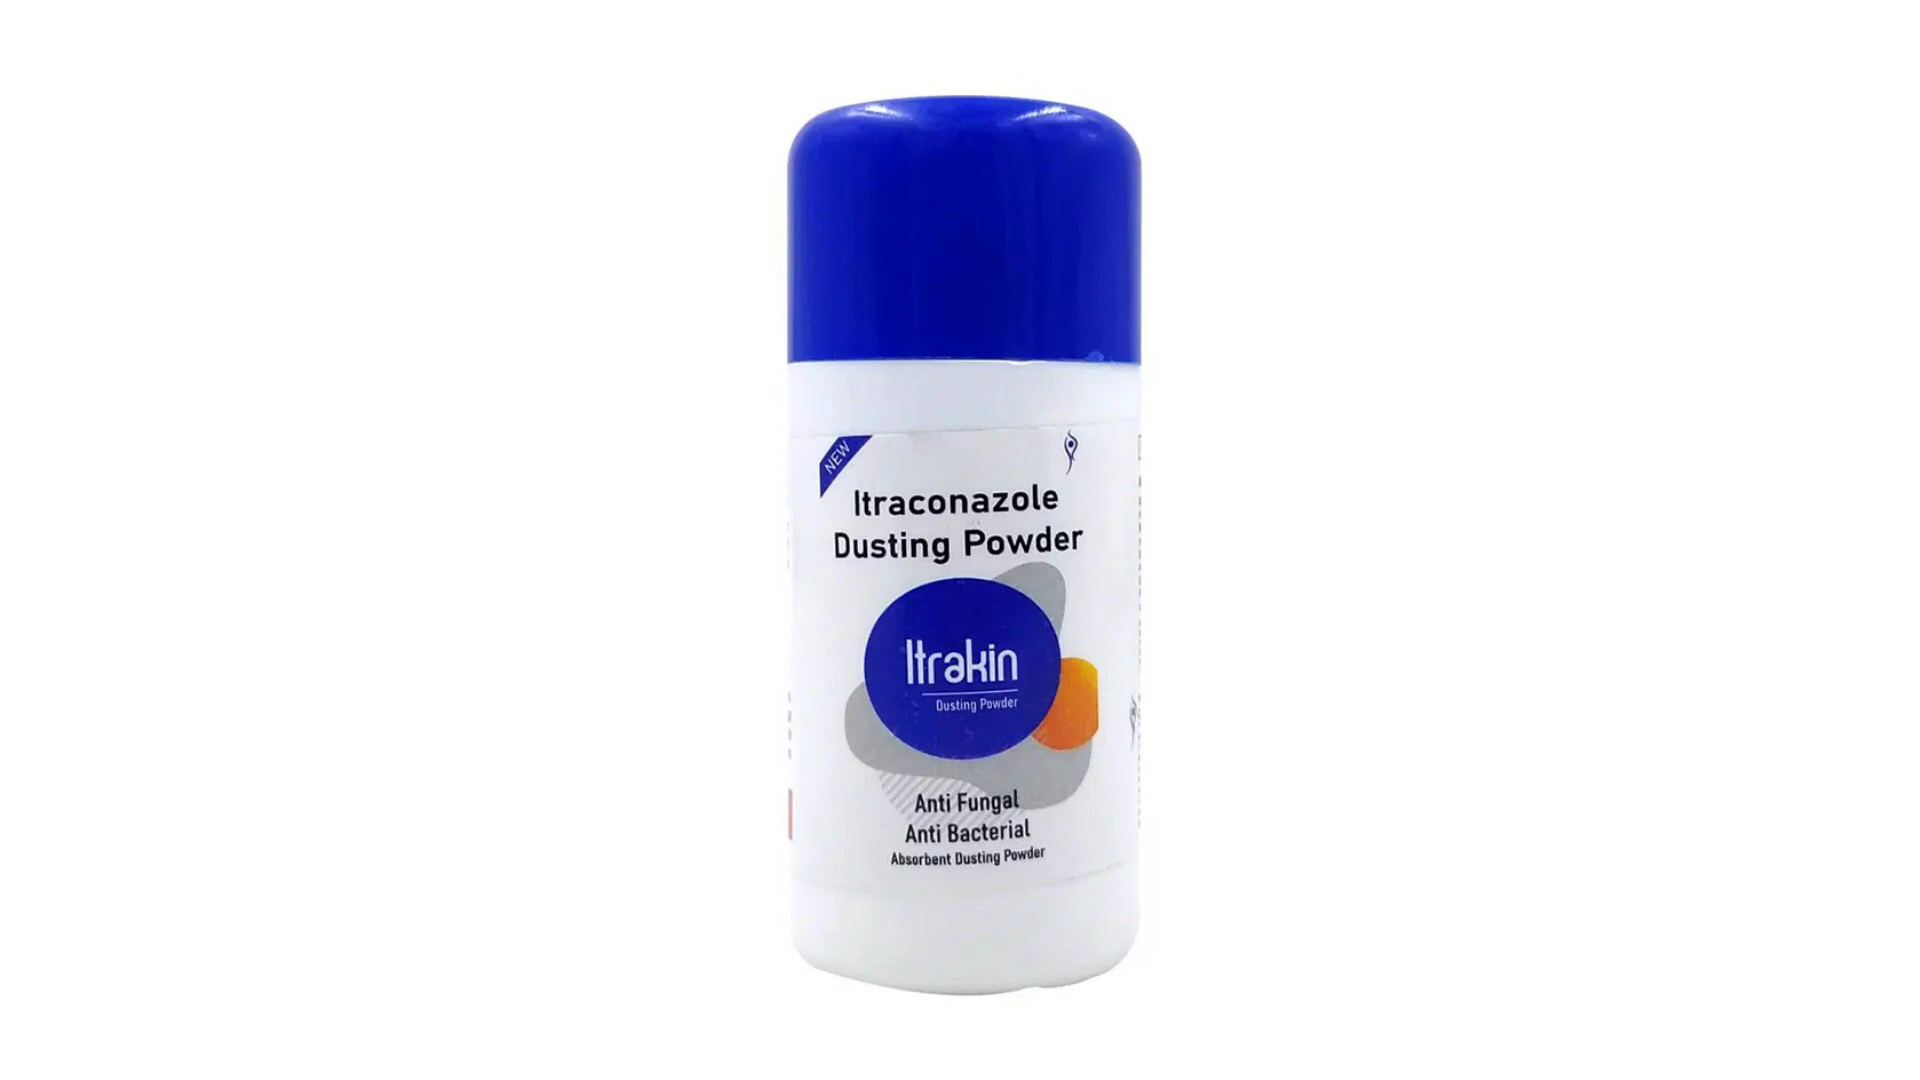 NEW
Itraconazole
Dusting Powder
Itrakin
Dusting Powder
Anti Fungal
Anti Bacterial
Absorbent Dusting Powder